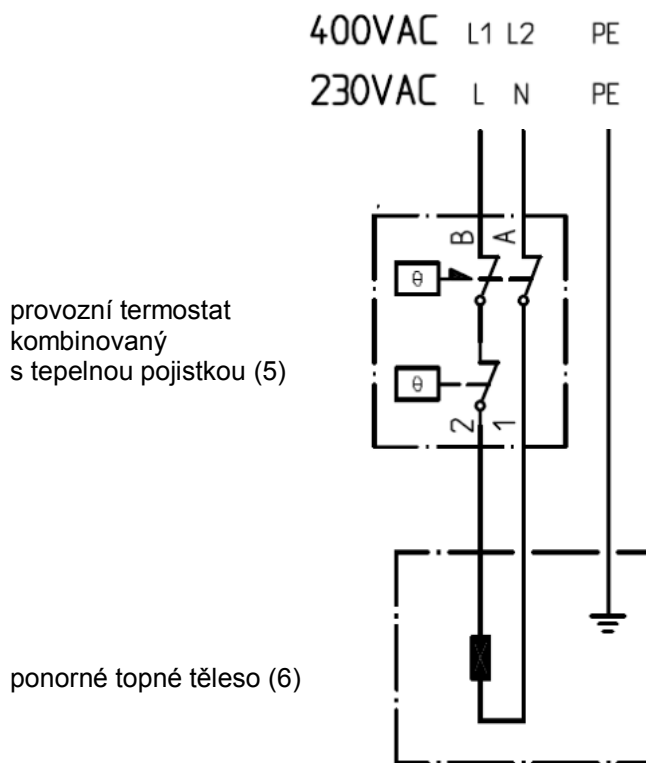 400VAC L1 L2 PE
230VAC L N PE
B A
θ
provozní termostat
kombinovaný
s tepelnou pojistkou (5)
θ
2 1
ponorné topné těleso (6)